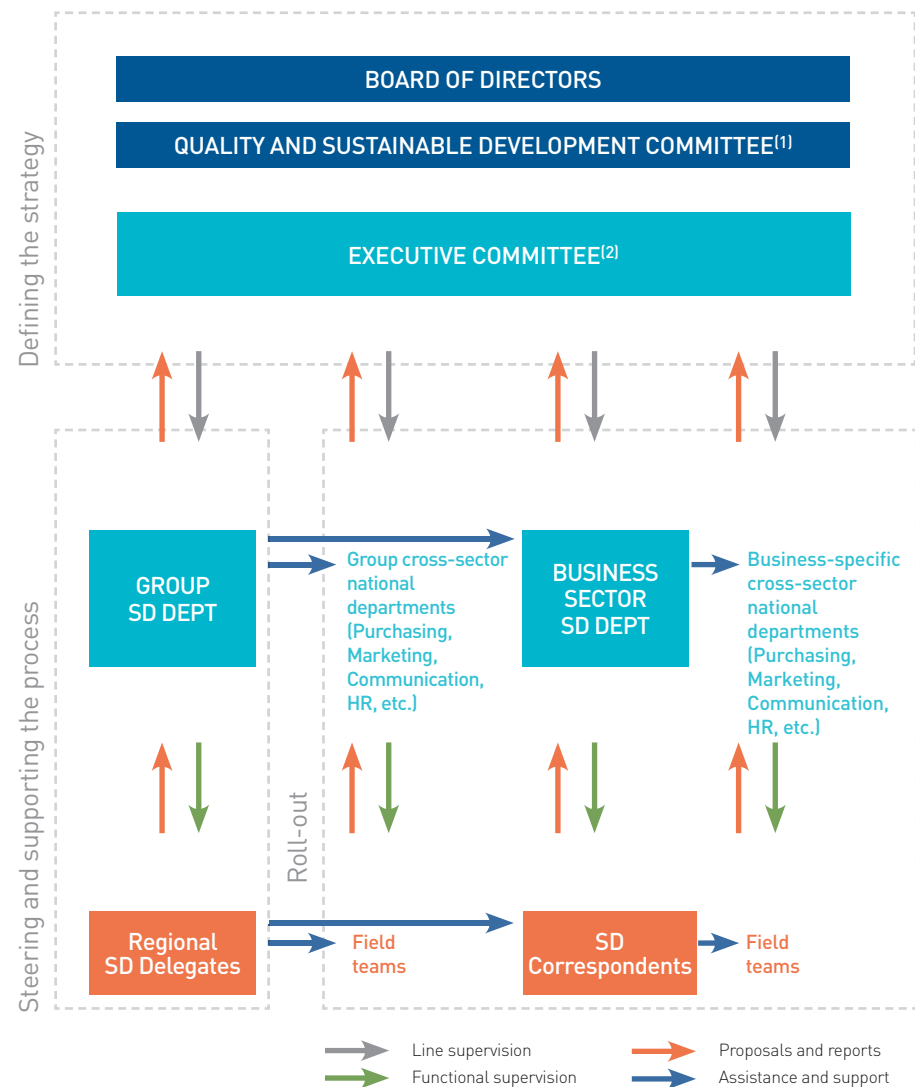 Defining the strategy
BOARD OF DIRECTORS
QUALITY AND SUSTAINABLE DEVELOPMENT COMMITTEE(1)
EXECUTIVE COMMITTEE(2)
Steering and supporting the process
GROUP
SD DEPT
Group cross-sector
national
departments
(Purchasing,
Marketing,
Communication,
HR, etc.)
BUSINESS
SECTOR
SD DEPT
Business-specific
cross-sector
national
departments
(Purchasing,
Marketing,
Communication,
HR, etc.)
Roll-out
Regional
SD Delegates
Field
teams
SD
Correspondents
Field
teams
Line supervision
Proposals and reports
Functional supervision
Assistance and support